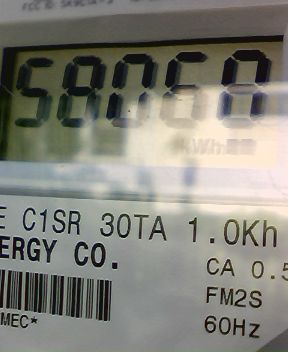 58068
kWh
E C1SR 30TA 1.0Kh
ERGY CO.
CA 0.5
FM2S
MEC*
60Hz